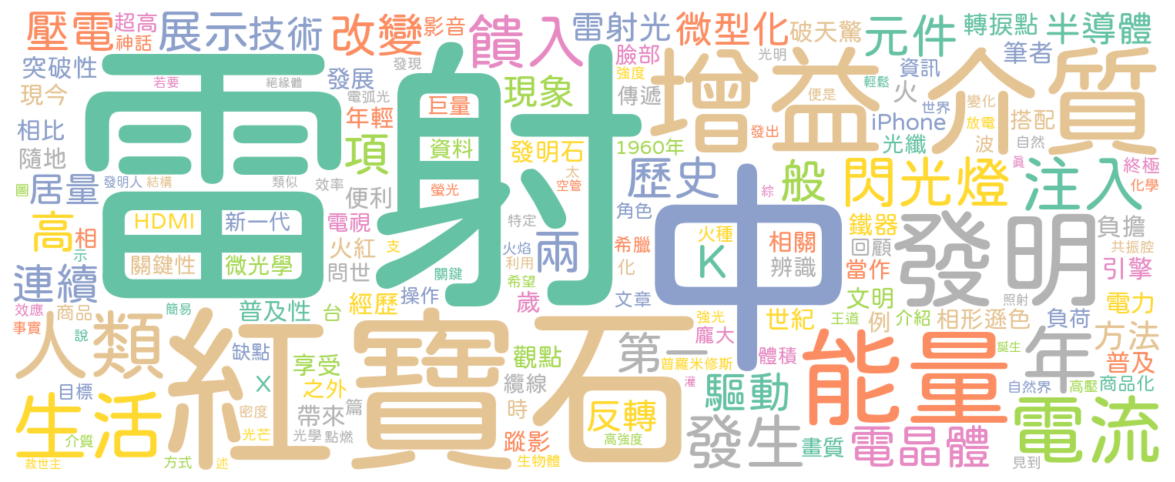 壓電
超高
神話
展示技術
改變
影音
饋入
雷射光
微型化
破天驚
元件
轉捩點
半導體
突破性
若要
絕緣體
發展
發現
臉部
光明
筆者
現今
電弧光
巨量
現象
強度
傳遞
便是
輕鬆
資訊
火
世界
變化
搭配
雷射
增益介質
相比
年輕
資料
發明石
1960年
發出
光纖
iPhone
放電
波
自然
隨地
項
居量
圖
發明人
結構
類似
效率
便利
螢光
太
空管
歷史
綜
般
閃光燈
注入
真
終極
化學
中
HDMI
新一代
電視
特定
角色
高
相
火紅
支
火焰
兩
希臘
火種
相關
鐵器
發明
負擔
共振腔
示
關鍵性
微光學
問世
關鍵
利用
化
K
辨識
回顧
當作
引擎
連續
希望
效應
商品
簡易
普及性
台
經歷
操作
歲
文章
文明
照射
電力
事實
說
強光
世紀
例
介紹
王道
相形遜色
負荷
方法
人類
紅寶石
缺點
享受
觀點
第一
龐大
體積
能量
誕生
年
普及
目標
X
之外
纜線
普羅米修斯
自然界
高壓
商品化
生活
密度
帶來
篇
時
反轉
灌
驅動
電流
介質
光芒
光學
點燃
蹤影
高強度
發生
畫質
電晶體
救世主
方式
述
生物體
見到